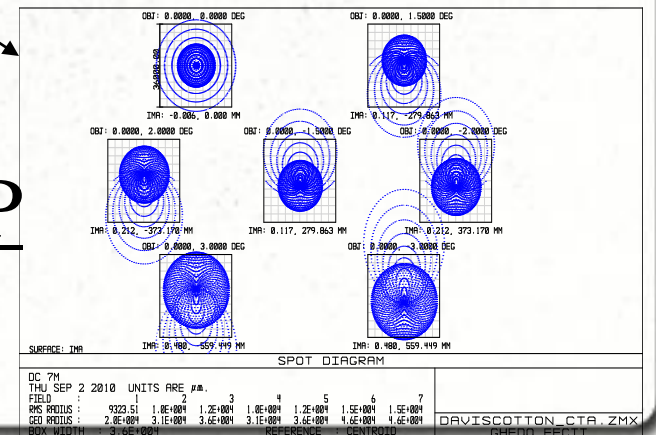 OBJ: 0.0000, 0.0000 DEG
OBJ: 0.0000, 1.5000 DEG
36000.00
IMA: -0.006, 0.000 MM
IMA: 0.117, -279.863 MM
OBJ: 0.0000, 2.0000 DEG
OBJ: 0.0000, -1.5000 DEG
OBJ: 0.0000, -2.0000 DEG
IMA: 0.212, -373.170 MM
IMA: 0.117, 279.863 MM
IMA: 0.212, 373.170 MM
OBJ: 0.0000, 3.0000 DEG
OBJ: 0.0000, -3.0000 DEG
IMA: 0.480, -559.449 MM
IMA: 0.480, 559.449 MM
SURFACE: IMA
SPOT DIAGRAM
DC 7M
THU SEP 2 2010 UNITS ARE µm.
FIELD : 1 2 3 4 5 6 7
RMS RADIUS : 9323.51 1.0E+004 1.2E+004 1.0E+004 1.2E+004 1.5E+004 1.5E+004
GEO RADIUS : 2.0E+004 3.1E+004 3.6E+004 3.1E+004 3.6E+004 4.6E+004 4.6E+004
BOX WIDTH : 3.6E+004 REFERENCE : CENTROID
DAVISCOTTON_CTA.ZMX